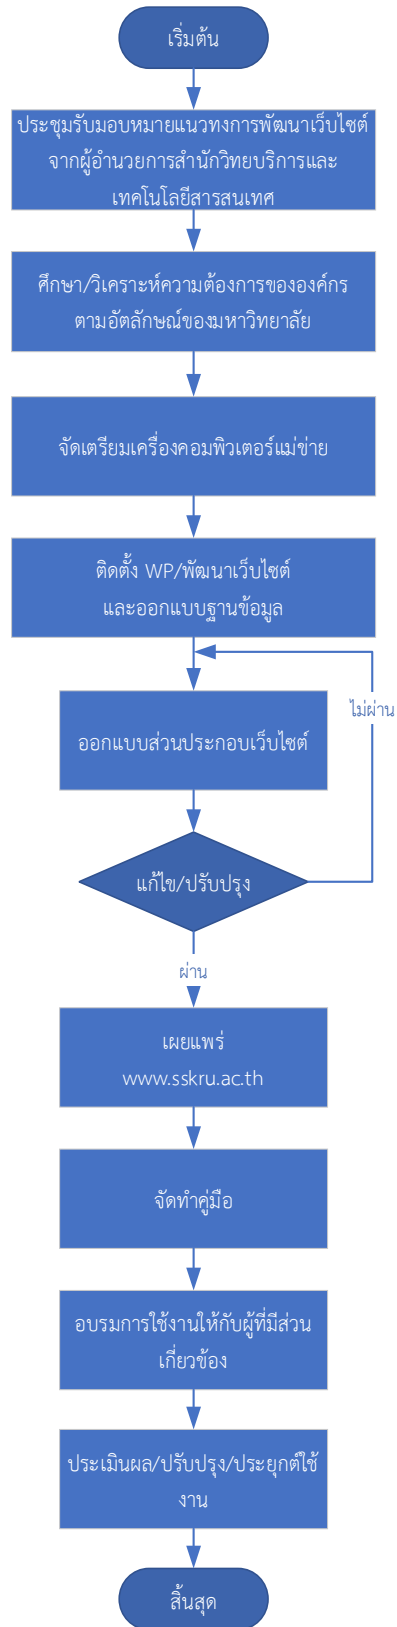 เริ่มต้น
ประชุมรับมอบหมายแนวทางการพัฒนาเว็บไซต์
จากผู้อำนวยการสำนักวิทยบริการและ
เทคโนโลยีสารสนเทศ
ศึกษา/วิเคราะห์ความต้องการขององค์กร
ตามอัตลักษณ์ของมหาวิทยาลัย
จัดเตรียมเครื่องคอมพิวเตอร์แม่ข่าย
ติดตั้ง WP/พัฒนาเว็บไซต์
และออกแบบฐานข้อมูล
ไม่ผ่าน
ออกแบบส่วนประกอบเว็บไซต์
แก้ไข/ปรับปรุง
ผ่าน
เผยแพร่
www.sskru.ac.th
จัดทำคู่มือ
อบรมการใช้งานให้กับผู้ที่มีส่วน
เกี่ยวข้อง
ประเมินผล/ปรับปรุง/ประยุกต์ใช้
งาน
สิ้นสุด